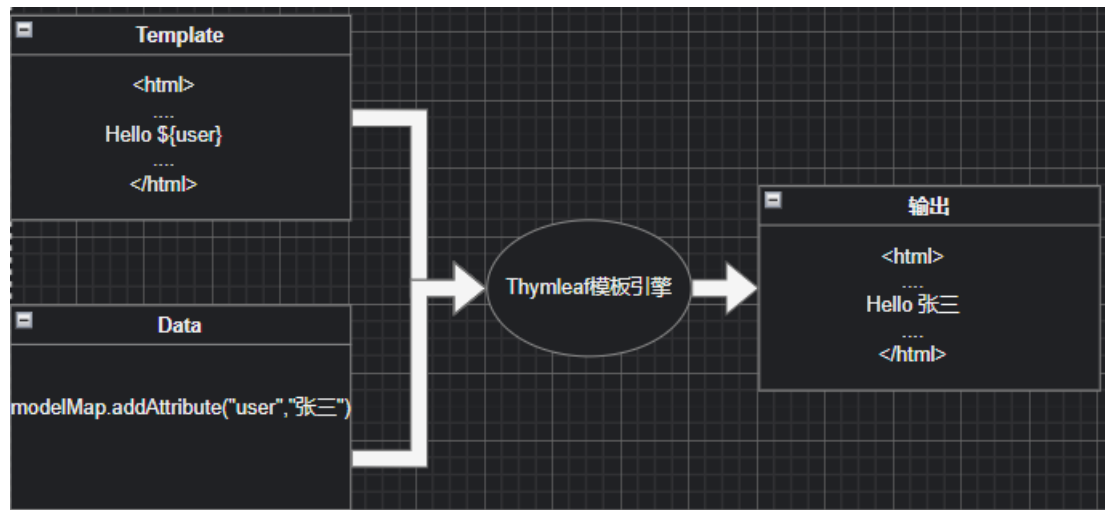 Template
<html>
....
Hello ${user}
....
</html>
Data
modelMap.addAttribute("user","张三")
Thymleaf模板引擎
输出
<html>
....
Hello 张三
....
</html>